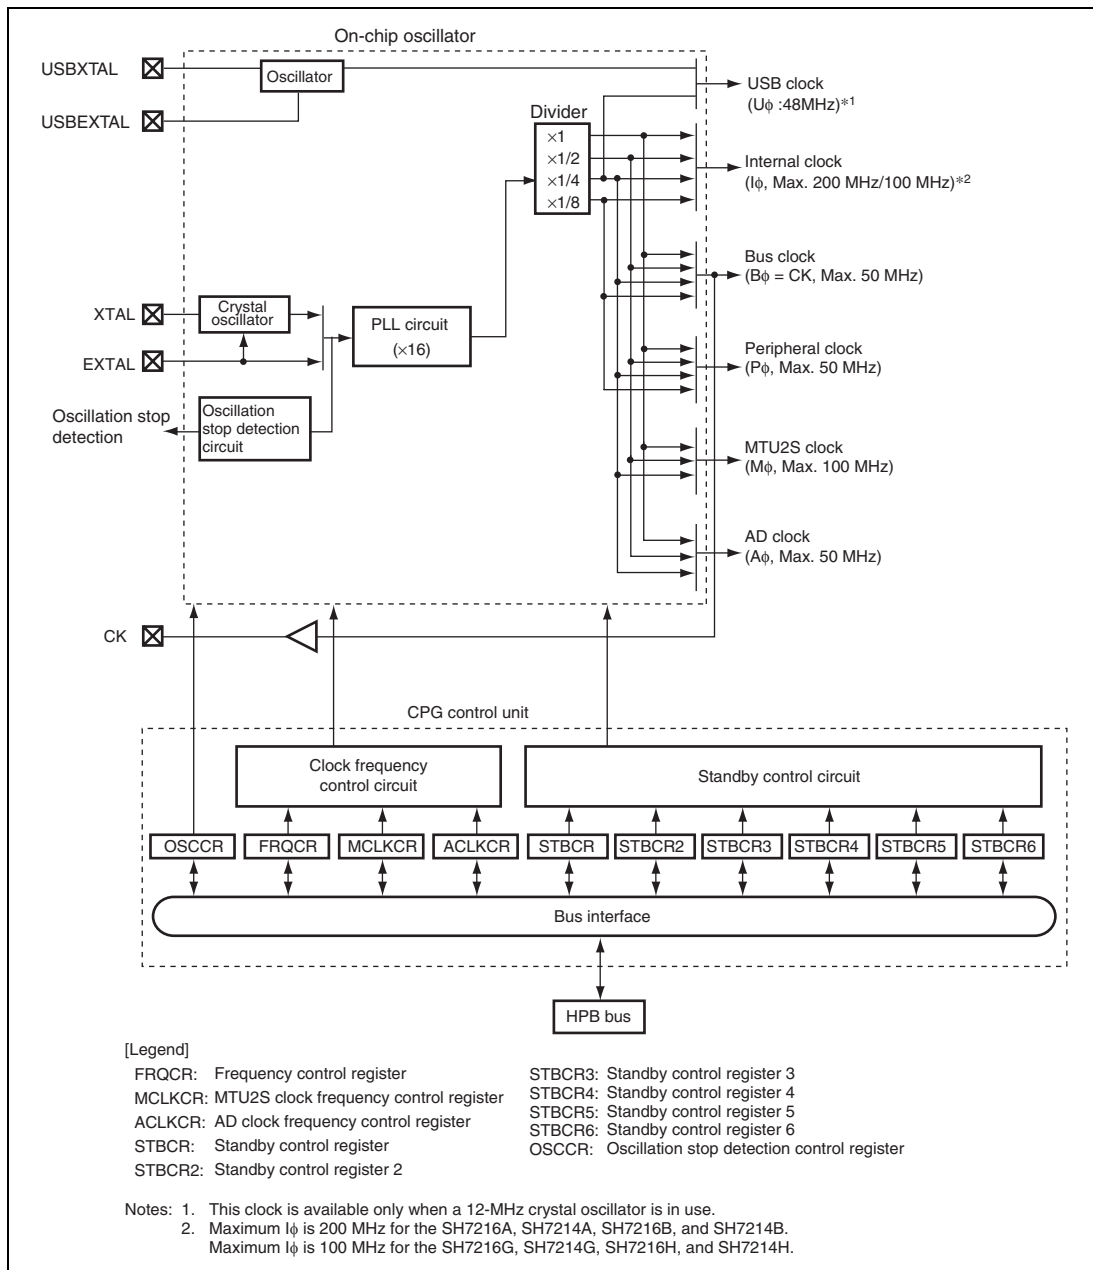 On-chip oscillator
USBXTAL
Oscillator
USB clock
(Uϕ :48MHz)*1
USBEXTAL
Divider
×1
×1/2
×1/4
×1/8
Internal clock
(Iϕ, Max. 200 MHz/100 MHz)*2
Bus clock
(Bϕ = CK, Max. 50 MHz)
XTAL
Crystal
oscillator
PLL circuit
(×16)
EXTAL
Peripheral clock
(Pϕ, Max. 50 MHz)
Oscillation stop
detection
Oscillation
stop detection
circuit
MTU2S clock
(Mϕ, Max. 100 MHz)
AD clock
(Aϕ, Max. 50 MHz)
CK
CPG control unit
Clock frequency
control circuit
Standby control circuit
OSCCR
FRQCR
MCLKCR
ACLKCR
STBCR
STBCR2
STBCR3
STBCR4
STBCR5
STBCR6
Bus interface
HPB bus
[Legend]
FRQCR: Frequency control register
MCLKCR: MTU2S clock frequency control register
ACLKCR: AD clock frequency control register
STBCR: Standby control register
STBCR2: Standby control register 2
STBCR3: Standby control register 3
STBCR4: Standby control register 4
STBCR5: Standby control register 5
STBCR6: Standby control register 6
OSCCR: Oscillation stop detection control register
Notes: 1. This clock is available only when a 12-MHz crystal oscillator is in use.
2. Maximum Iϕ is 200 MHz for the SH7216A, SH7214A, SH7216B, and SH7214B.
Maximum Iϕ is 100 MHz for the SH7216G, SH7214G, SH7216H, and SH7214H.